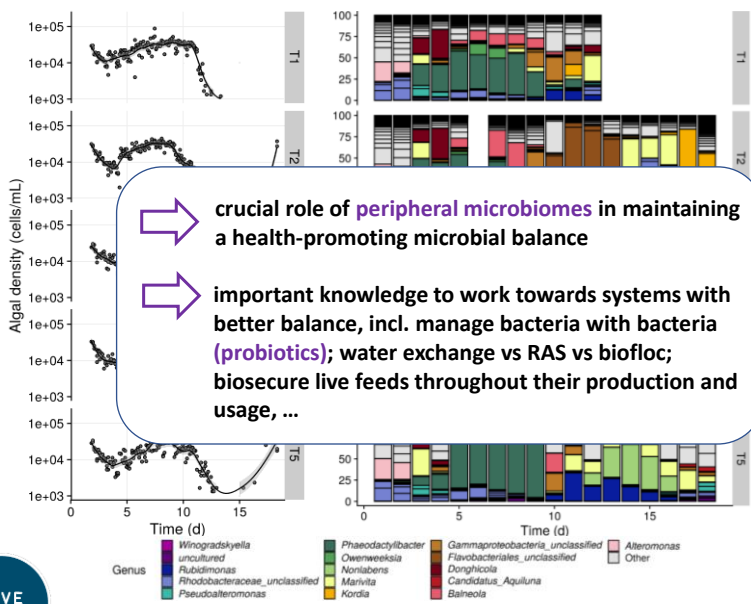 1e+05
1e+04
1e+03
T1
100
75
50
25
0
T1
1e+05
1e+04
1e+03
T2
100
75
50
T2
Algal density (cells/mL)
1e+05
1e+04
1e+03
1e+05
1e+04
1e+03
crucial role of peripheral microbiomes in maintaining
a health-promoting microbial balance
important knowledge to work towards systems with
better balance, incl. manage bacteria with bacteria
(probiotics); water exchange vs RAS vs biofloc;
biosecure live feeds throughout their production and
usage, ...
1e+05
1e+04
1e+03
T5
50
25
0
T5
0 5 10 15
Time (d)
0 5 10 15
Time (d)
Genus
Winogradskyella
uncultured
Rubidimonas
Rhodobacteraceae_unclassified
Pseudoalteromonas
Phaeodactylibacter
Owenweeksia
Nonlabens
Marivita
Kordia
Gammaproteobacteria_unclassified
Flavobacteriales_unclassified
Donghicola
Candidatus_Aquiluna
Balneola
Alteromonas
Other
VE